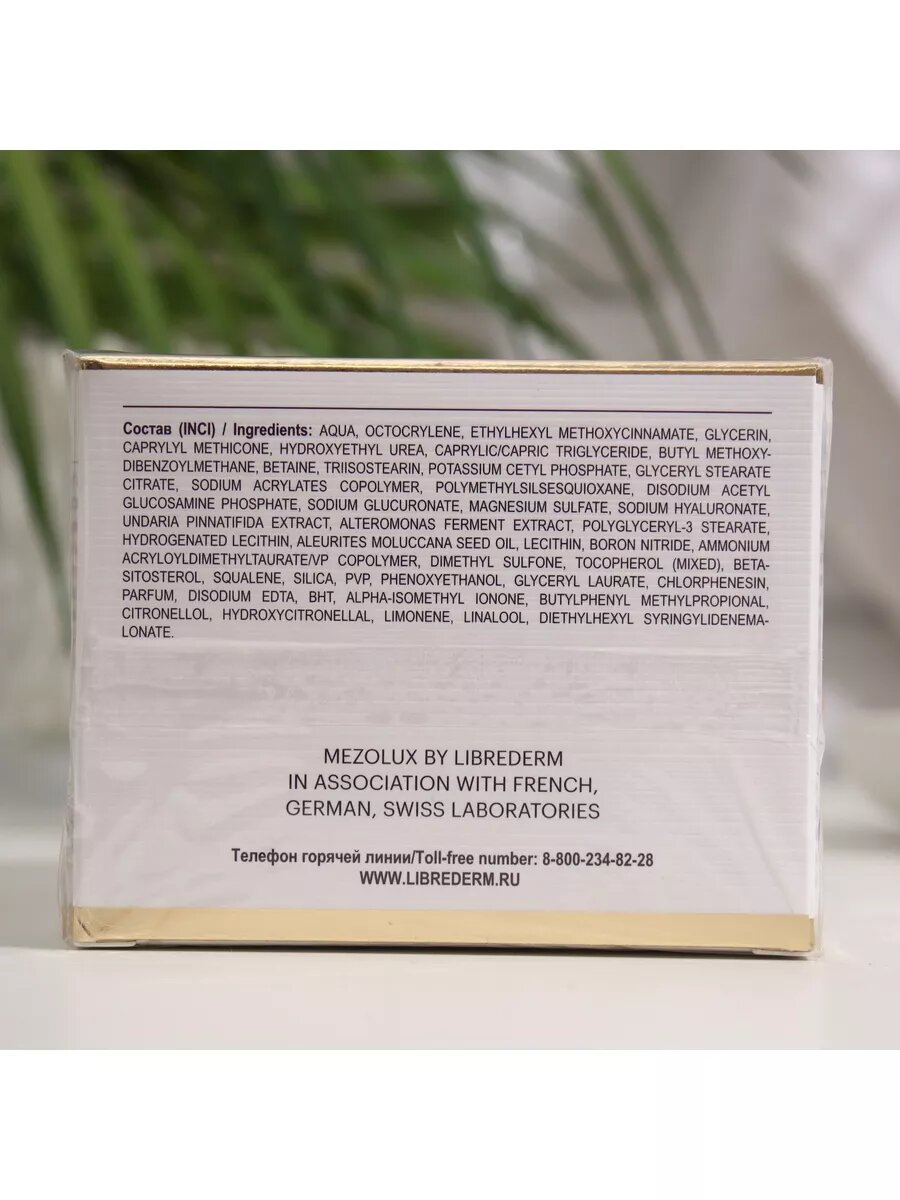 Состав (INCI) / Ingredients: AQUA, OCTOCRYLENE, ETHYLHEXYL METHOXYCINNAMATE, GLYCERIN,
CAPRYLYL METHICONE, HYDROXYETHYL UREA, CAPRYLIC/CAPRIC TRIGLYCERIDE, BUTYL METHOXY-
DIBENZOYLMETHANE, BETAINE, TRIISOSTEARIN, POTASSIUM CETYL PHOSPHATE, GLYCERYL STEARATE
CITRATE, SODIUM ACRYLATES COPOLYMER, POLYMETHYLSILSESQUIOXANE, DISODIUM ACETYL
GLUCOSAMINE PHOSPHATE, SODIUM GLUCURONATE, MAGNESIUM SULFATE, SODIUM HYALURONATE,
UNDARIA PINNATIFIDA EXTRACT, ALTEROMONAS FERMENT EXTRACT, POLYGLYCERYL-3 STEARATE,
HYDROGENATED LECITHIN, ALEURITES MOLUCCANA SEED OIL, LECITHIN, BORON NITRIDE, AMMONIUM
ACRYLOYLDIMETHYLTAURATE/VP COPOLYMER, DIMETHYL SULFONE, TOCOPHEROL (MIXED), BETA-
SITOSTEROL, SQUALENE, SILICA, PVP, PHENOXYETHANOL, GLYCERYL LAURATE, CHLORPHENESIN,
PARFUM, DISODIUM EDTA, BHT, ALPHA-ISOMETHYL IONONE, BUTYLPHENYL METHYLPROPIONAL,
CITRONELLOL, HYDROXYCITRONELLAL, LIMONENE, LINALOOL, DIETHYLHEXYL SYRINGYLIDENEMA-
LONATE.
MEZOLUX BY LIBREDERM
IN ASSOCIATION WITH FRENCH,
GERMAN, SWISS LABORATORIES
Телефон горячей линии/Toll-free number: 8-800-234-82-28
WWW.LIBREDERM.RU